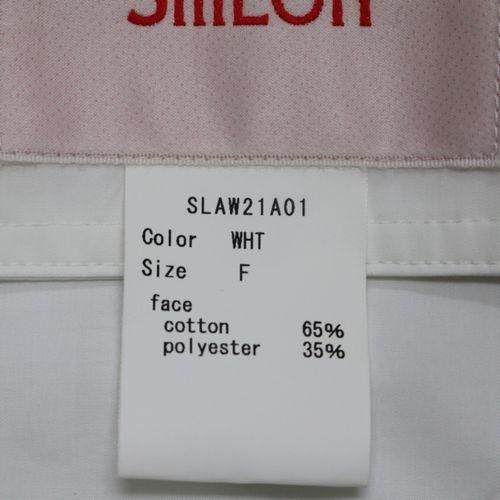 SLAW21A01
Color WHT
Size F
face
cotton 65%
polyester 35%